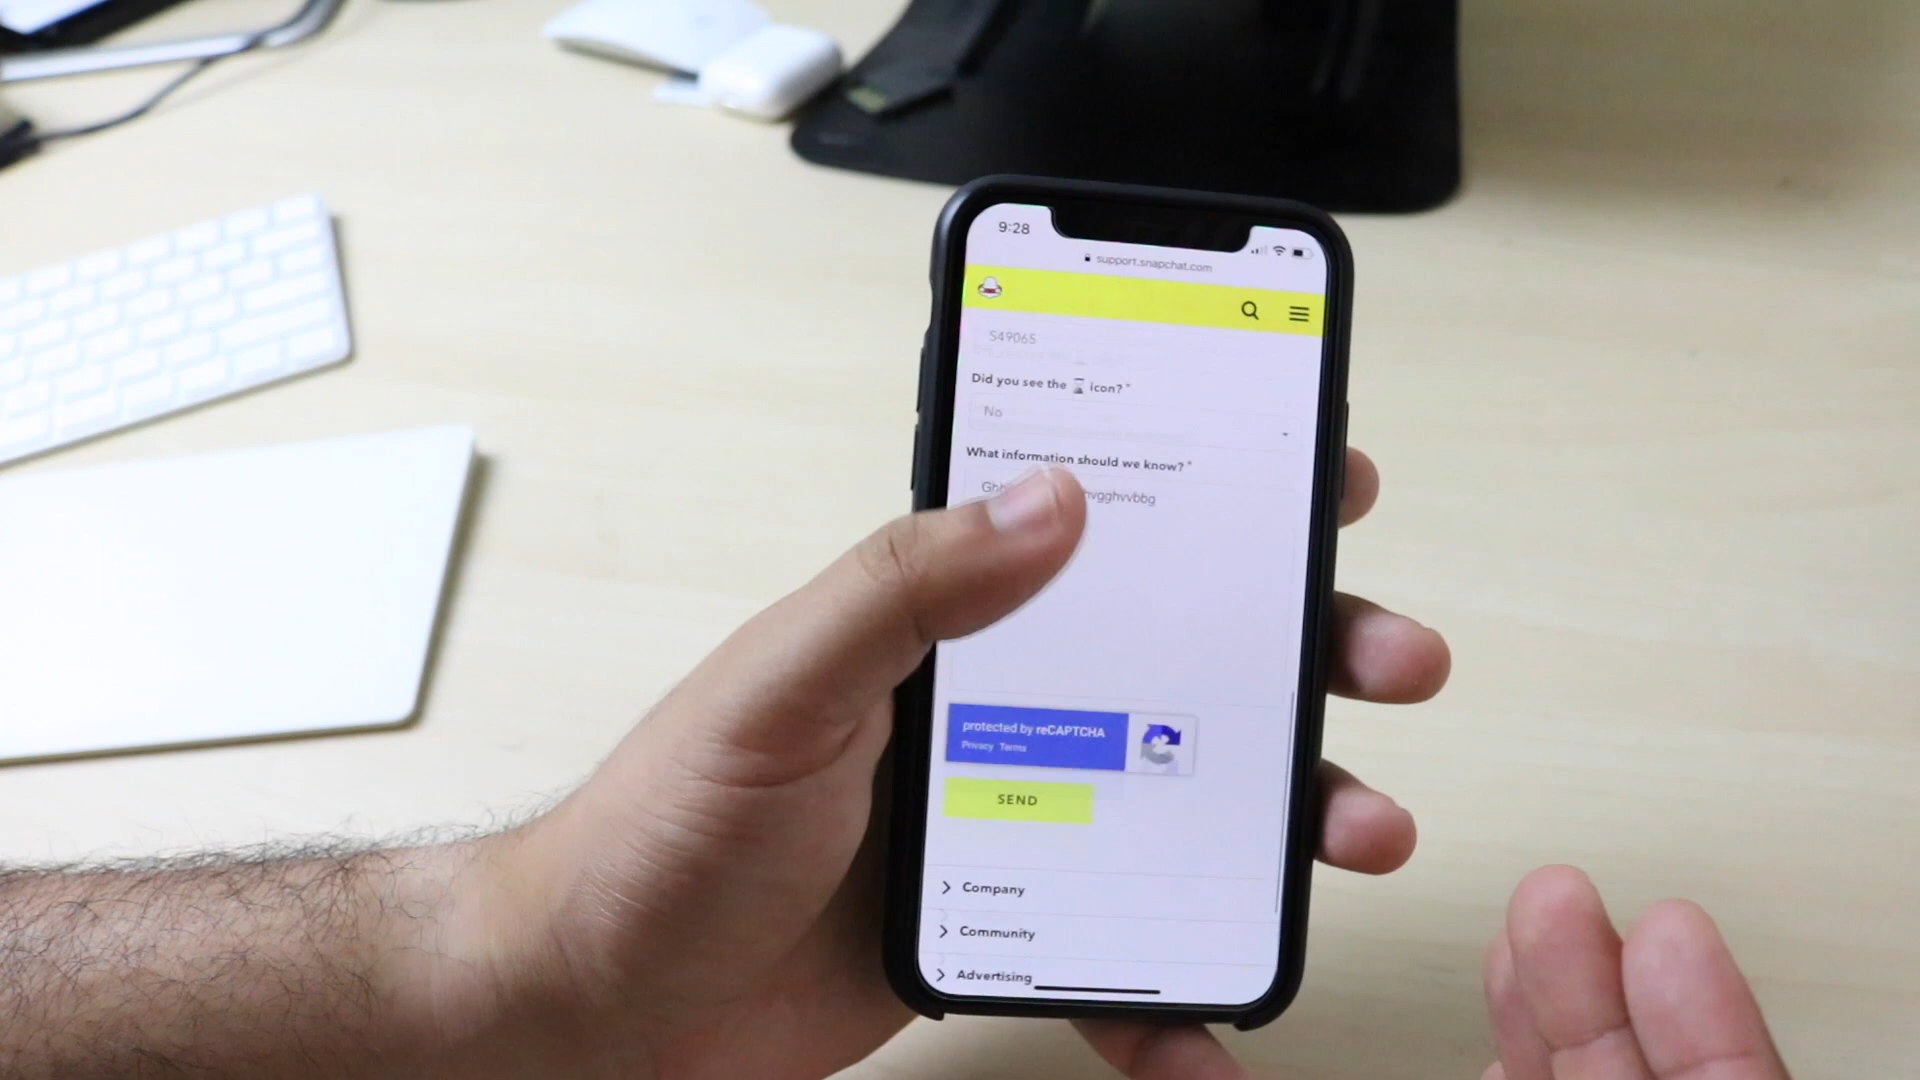 9:28
support.snapchat.com
549065
Did you see the ⌛ icon? *
No
What information should we know? *
protected by reCAPTCHA
Privacy Terms
SEND
Company
Community
Advertising